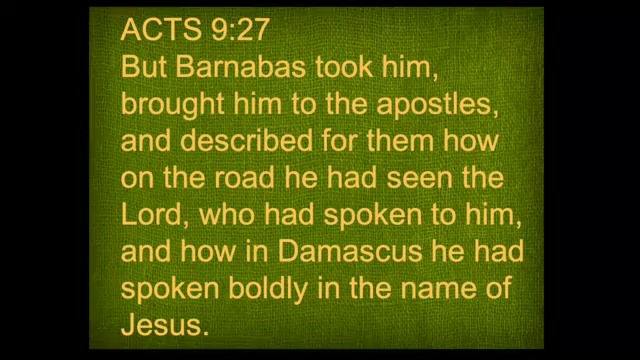 ACTS 9:27
But Barnabas took him,
brought him to the apostles,
and described for them how
on the road he had seen the
Lord, who had spoken to him,
and how in Damascus he had
spoken boldly in the name of
Jesus.